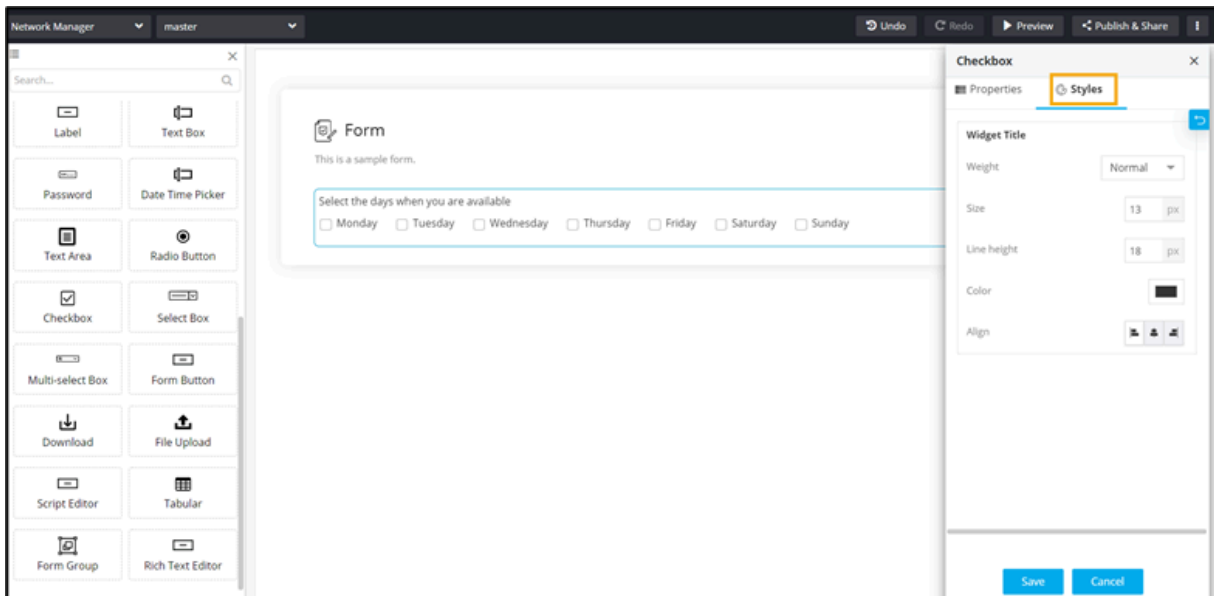 Network Manager master Undo Redo Preview Publish & Share
Search...
Label Text Box
Password Date Time Picker
Text Area Radio Button
Checkbox Select Box
Multi-select Box Form Button
Download File Upload
Script Editor Tabular
Form Group Rich Text Editor
Form
This is a sample form.
Select the days when you are available
Monday Tuesday Wednesday Thursday Friday Saturday Sunday
Checkbox
Properties Styles
Widget Title
Weight Normal
Size 13 px
Line height 18 px
Color
Align
Save Cancel